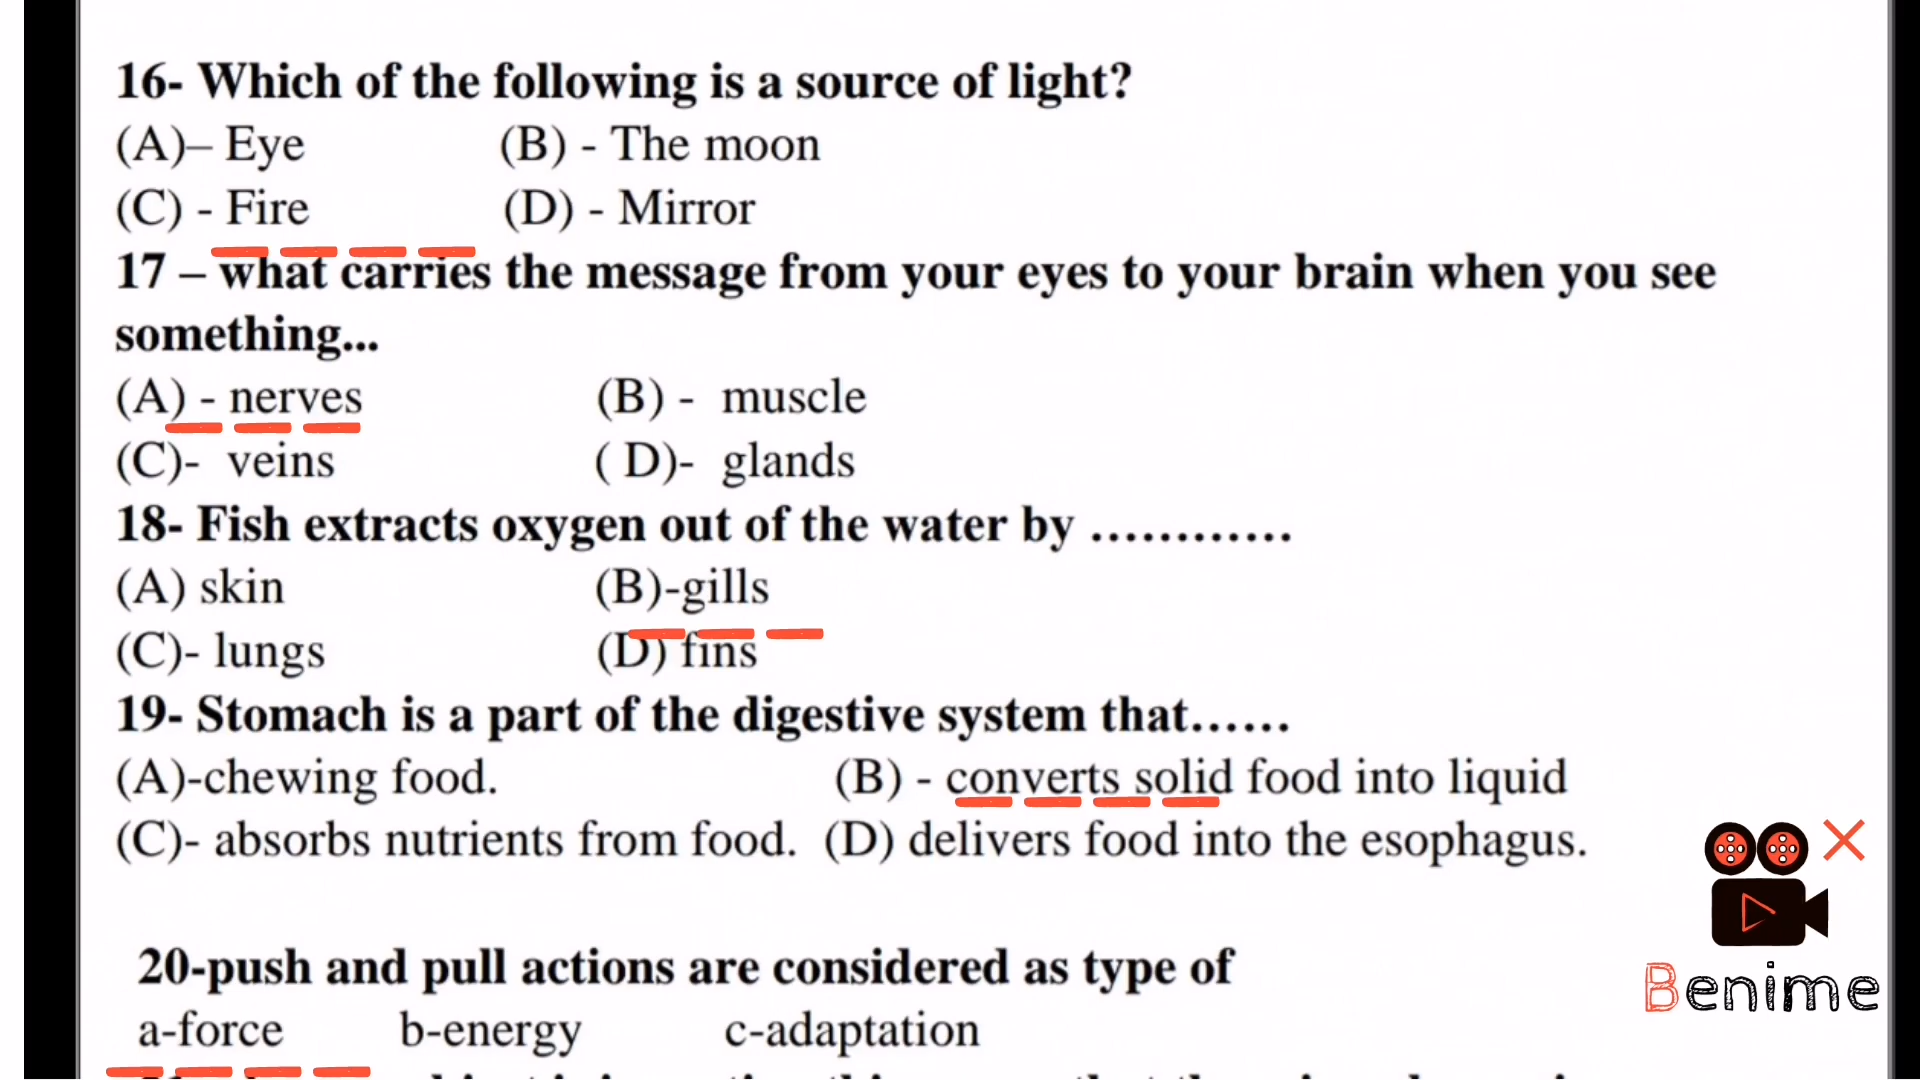 16- Which of the following is a source of light?
(A)– Eye (B) - The moon
(C) - Fire (D) - Mirror
17 – what carries the message from your eyes to your brain when you see
something...
(A) - nerves (B) - muscle
(C)- veins ( D)- glands
18- Fish extracts oxygen out of the water by …………
(A) skin (B)-gills
(C)- lungs (D) fins
19- Stomach is a part of the digestive system that……
(A)-chewing food. (B) - converts solid food into liquid
(C)- absorbs nutrients from food. (D) delivers food into the esophagus.
20-push and pull actions are considered as type of
a-force b-energy c-adaptation
Benime